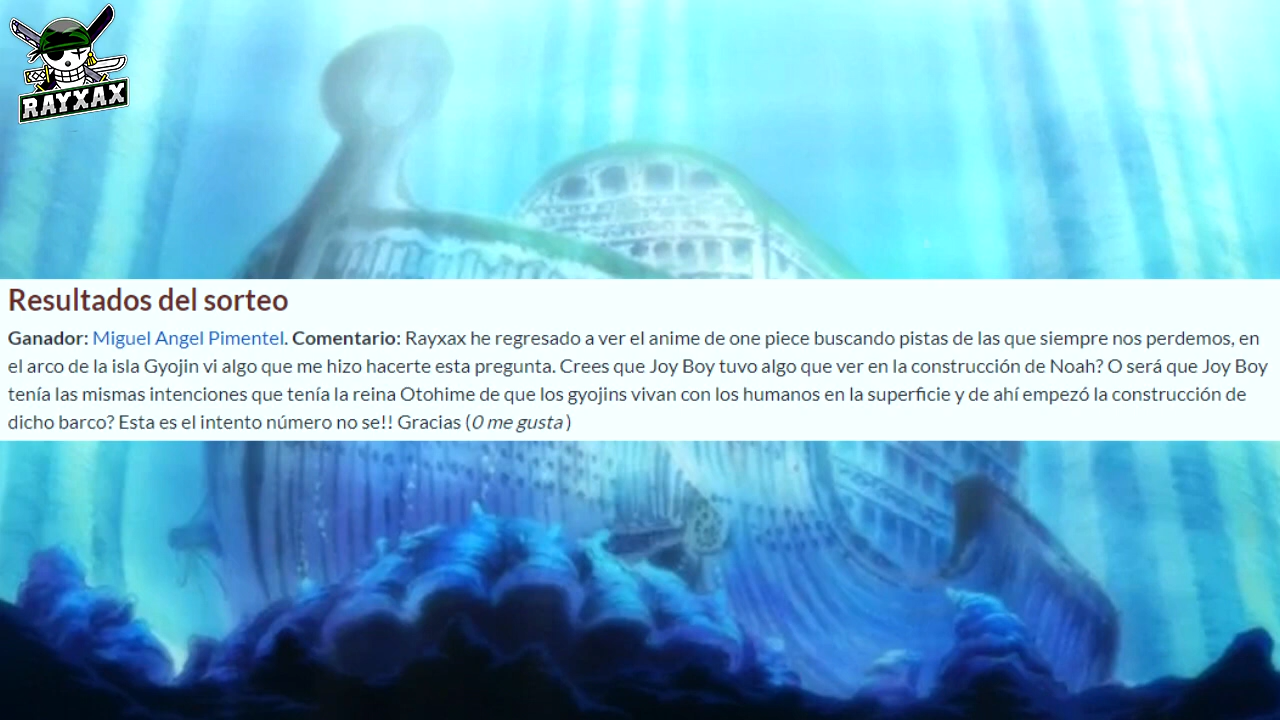 RAYXAX
Resultados del sorteo
Ganador: Miguel Angel Pimentel. Comentario: Rayxax he regresado a ver el anime de one piece buscando pistas de las que siempre nos perdemos, en
el arco de la isla Gyojin vi algo que me hizo hacerte esta pregunta. Crees que Joy Boy tuvo algo que ver en la construcción de Noah? O será que Joy Boy
tenía las mismas intenciones que tenía la reina Otohime de que los gyojins vivan con los humanos en la superficie y de ahí empezó la construcción de
dicho barco? Esta es el intento número no se!! Gracias (0 me gusta )